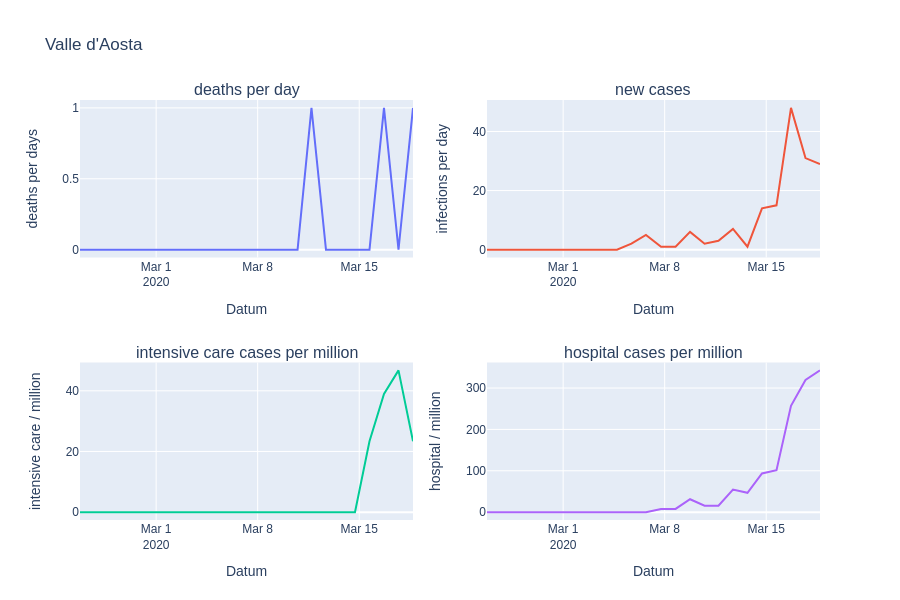 Valle d'Aosta
deaths per day
new cases
deaths per days
1
0.5
0
Mar 1
2020
Mar 8
Mar 15
Datum
infections per day
40
20
0
Mar 1
2020
Mar 8
Mar 15
Datum
intensive care cases per million
hospital cases per million
intensive care / million
40
20
0
Mar 1
2020
Mar 8
Mar 15
Datum
hospital / million
300
200
100
0
Mar 1
2020
Mar 8
Mar 15
Datum